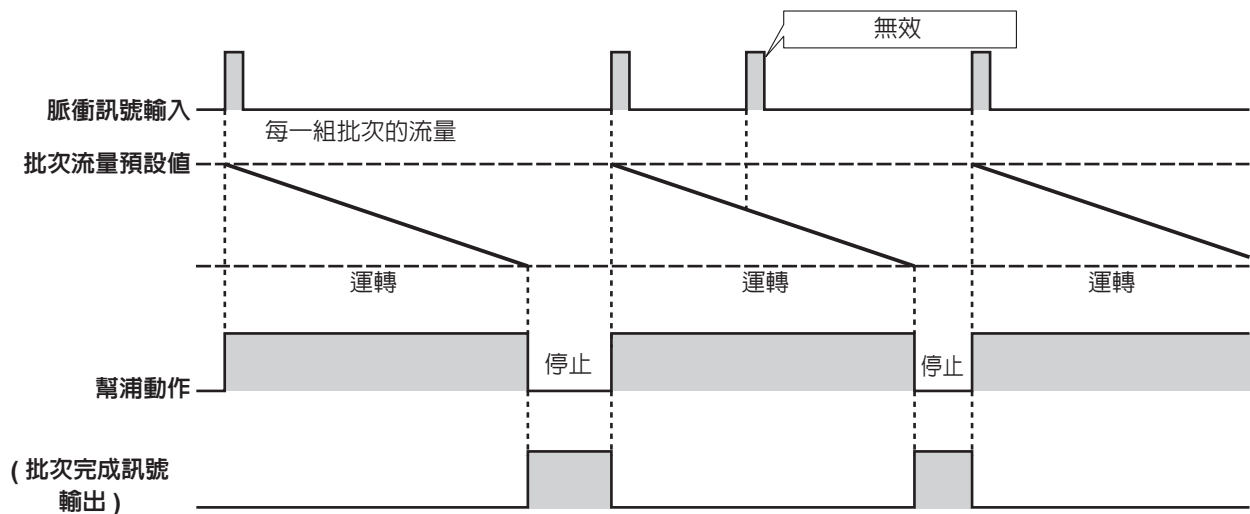 無效
脈衝訊號輸入
每一組批次的流量
批次流量預設値
運轉
運轉
運轉
停止
停止
幫浦動作
( 批次完成訊號
輸出 )